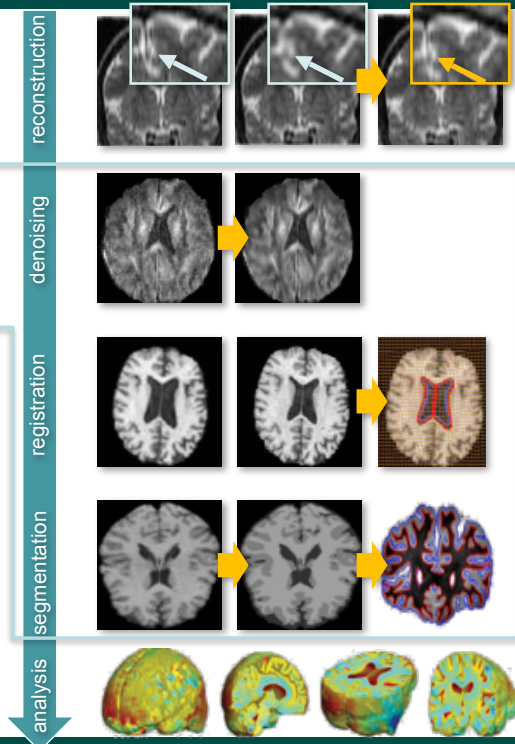 reconstruction
denoising
registration
segmentation
analysis